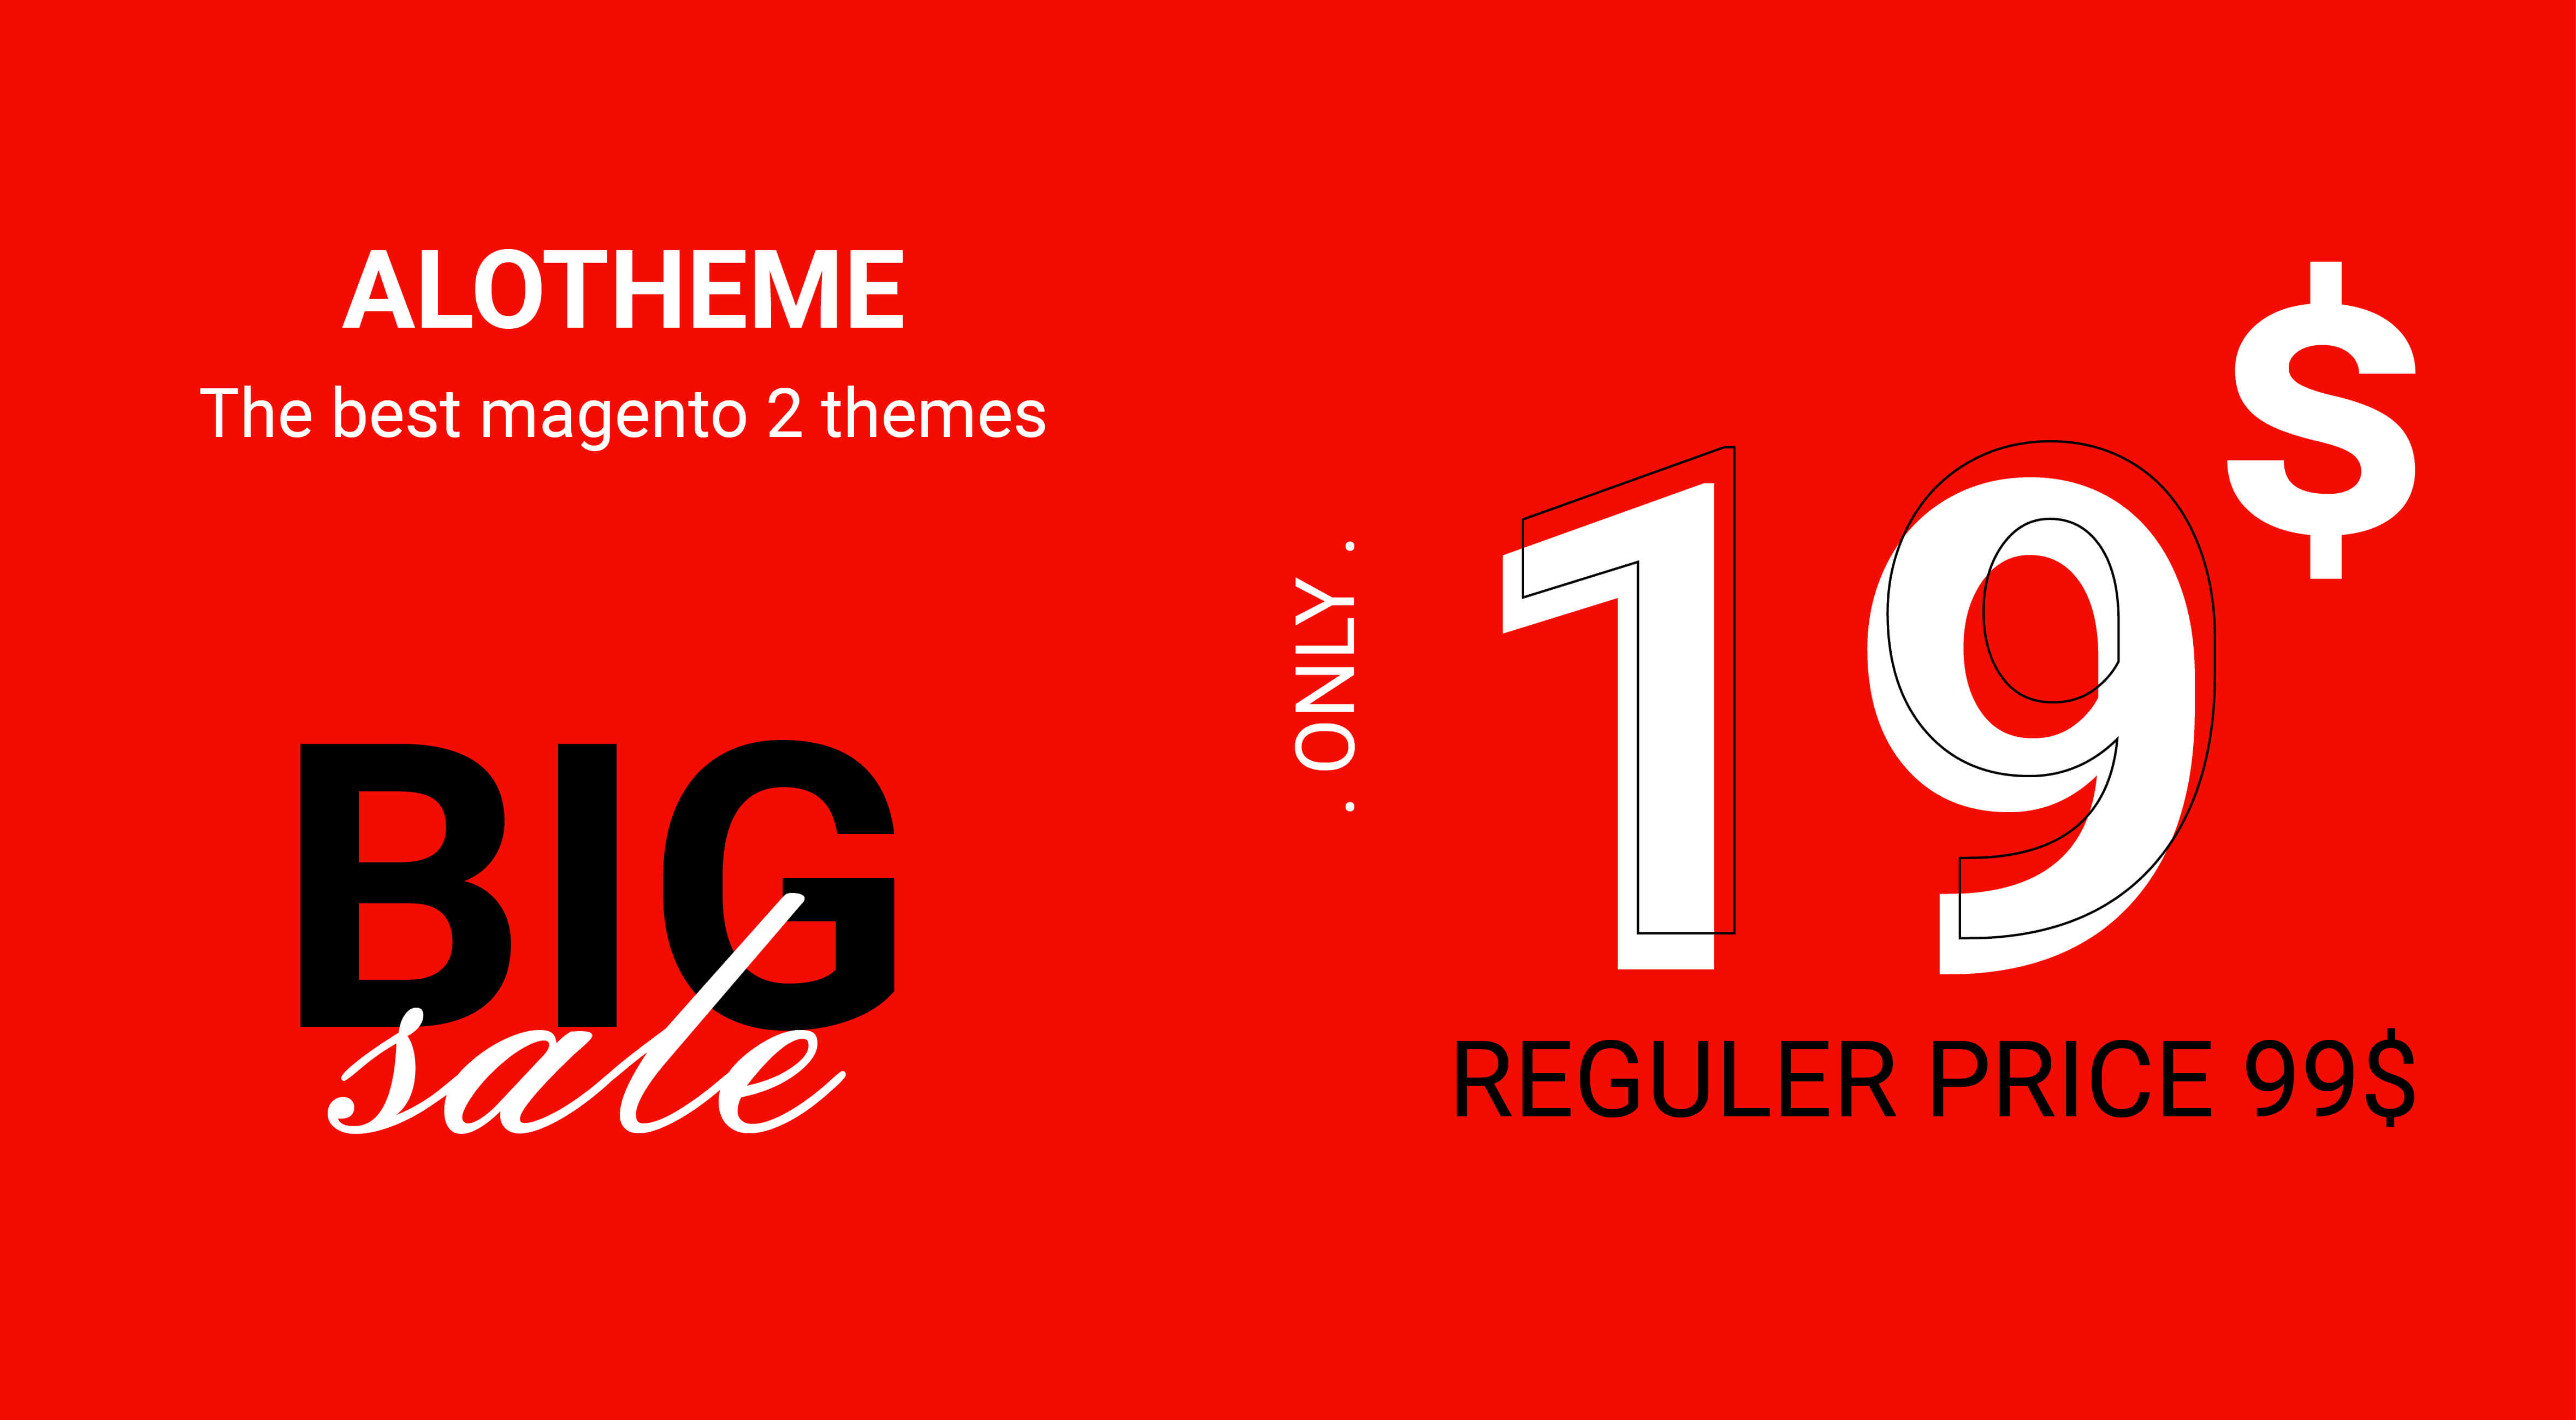 ALOTHEME
The best magento 2 themes
BIG
sale
. ONLY .
19$
REGULER PRICE 99$